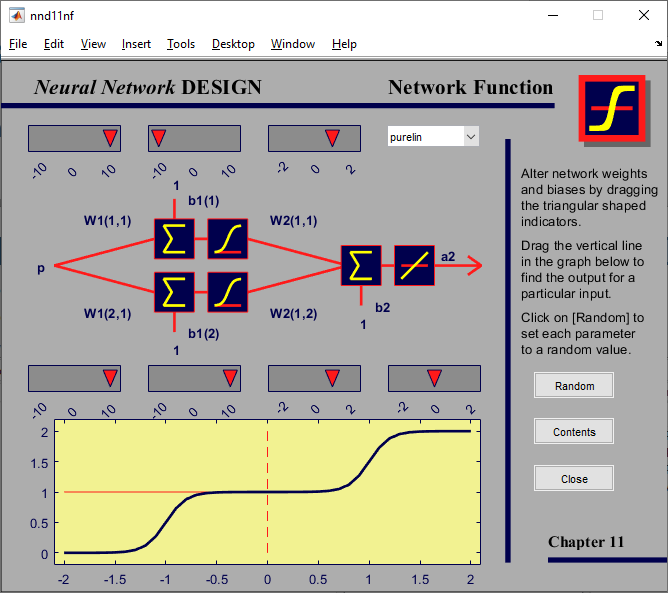 nnd11nf
File Edit View Insert Tools Desktop Window Help
Neural Network DESIGN Network Function
purelin
-10 0 10 -10 0 10 -2 0 2
Alter network weights
and biases by dragging
the triangular shaped
indicators.
Drag the vertical line
in the graph below to
find the output for a
particular input.
Click on [Random] to
set each parameter
to a random value.
1
b1(1)
W1(1,1) W2(1,1)
p
a2
W1(2,1) W2(1,2)
b2
b1(2)
1
1
-10 0 10 -10 0 10 -2 0 2 -2 0 2
Random
Contents
Close
2
1.5
1
0.5
0
-2 -1.5 -1 -0.5 0 0.5 1 1.5 2
Chapter 11